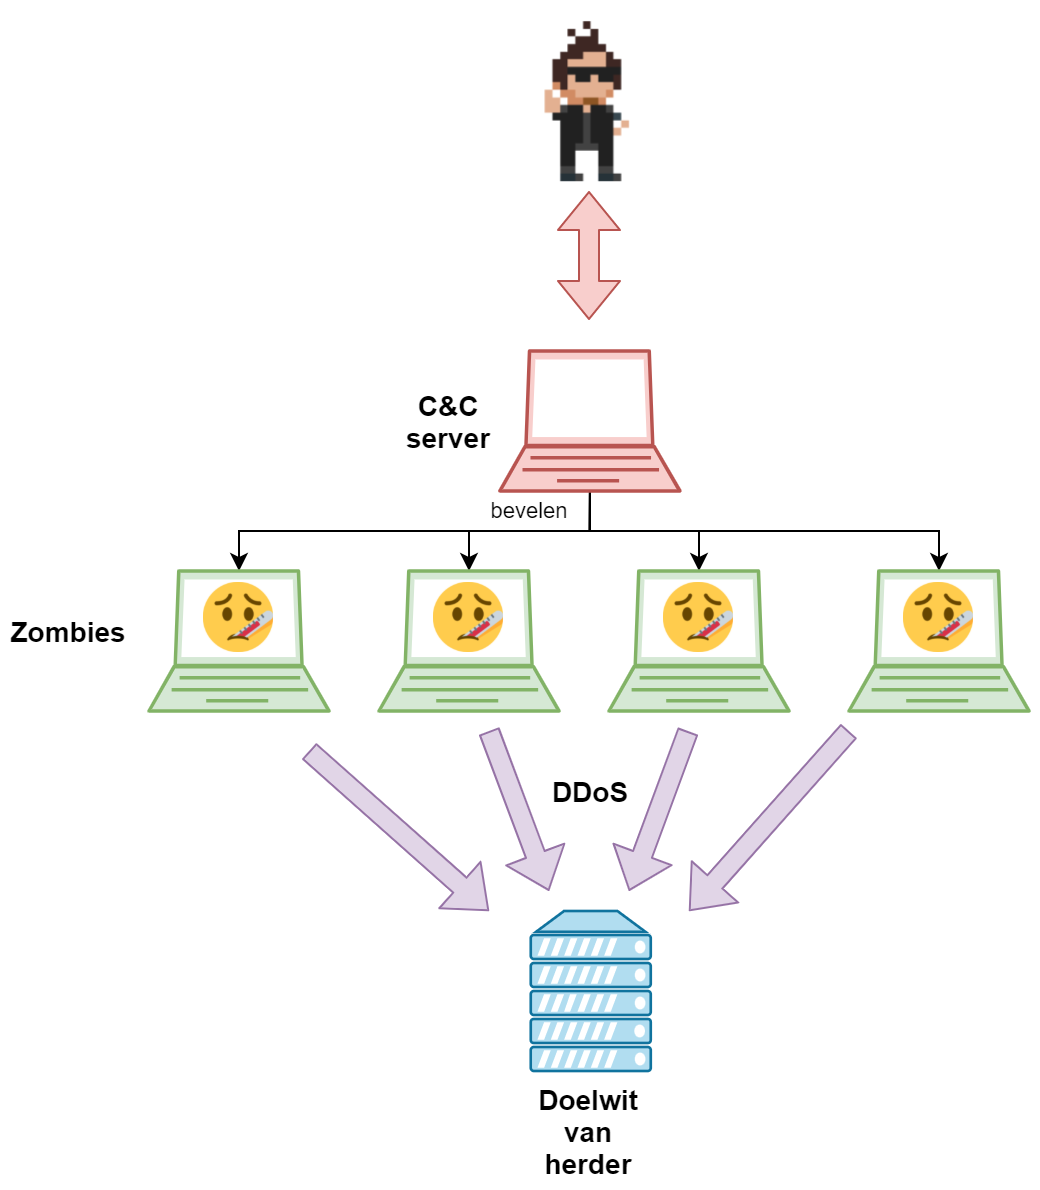 C&C
server
bevelen
Zombies
DDoS
Doelwit
van
herder